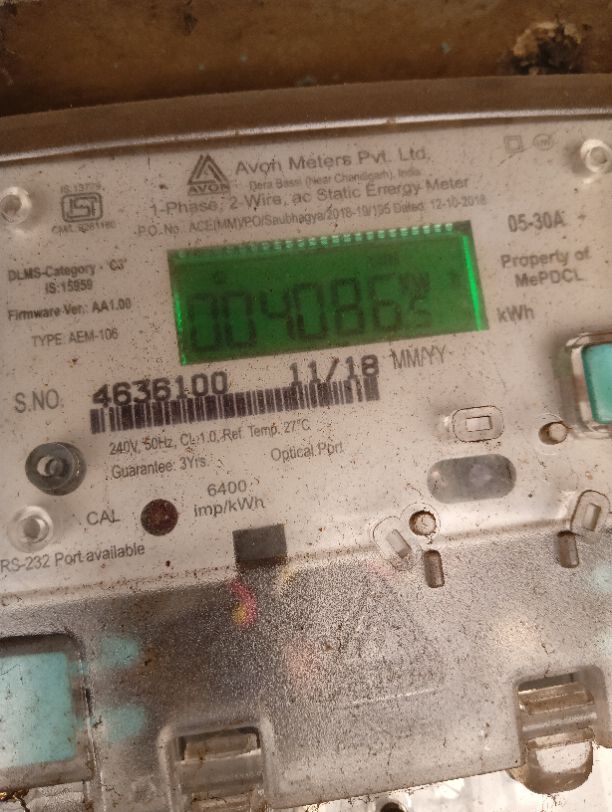 Avon Meters Pvt. Ltd.
AVON
Dera Bassi (Near Chandigarh), India
1-Phase, 2-Wire, ac Static Energy Meter
P.O. No.: ACE(MM)/PO/Saubhagya/2018-19/195 Dated: 12-10-2018
IS:13779
ISI
DLMS-Category - C3
IS:15959
Firmware Ver.: AA1.00
TYPE: AEM-106
05-30A
Property of
MePDCL
004086
kWh
S.NO. 4636100 11/18 MM/YY
240V, 50Hz, CL-1.0, Ref. Temp. 27°C
Guarantee: 3Yrs.
Optical Port
CAL
6400
imp/kWh
RS-232 Port available